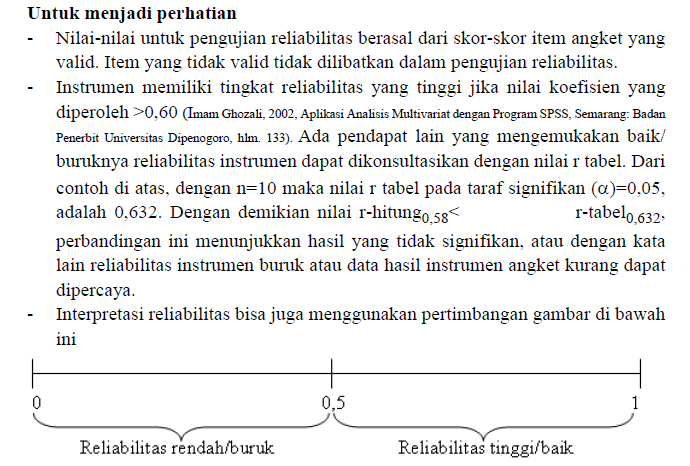 Untuk menjadi perhatian
- Nilai-nilai untuk pengujian reliabilitas berasal dari skor-skor item angket yang
valid. Item yang tidak valid tidak dilibatkan dalam pengujian reliabilitas.
- Instrumen memiliki tingkat reliabilitas yang tinggi jika nilai koefisien yang
diperoleh >0,60 (Imam Ghozali, 2002, Aplikasi Analisis Multivariat dengan Program SPSS, Semarang: Badan
Penerbit Universitas Dipenogoro, hlm. 133). Ada pendapat lain yang mengemukakan baik/
buruknya reliabilitas instrumen dapat dikonsultasikan dengan nilai r tabel. Dari
contoh di atas, dengan n=10 maka nilai r tabel pada taraf signifikan (α)=0,05,
adalah 0,632. Dengan demikian nilai r-hitung0,58< r-tabel0,632,
perbandingan ini menunjukkan hasil yang tidak signifikan, atau dengan kata
lain reliabilitas instrumen buruk atau data hasil instrumen angket kurang dapat
dipercaya.
- Interpretasi reliabilitas bisa juga menggunakan pertimbangan gambar di bawah
ini
0 0,5 1
Reliabilitas rendah/buruk Reliabilitas tinggi/baik